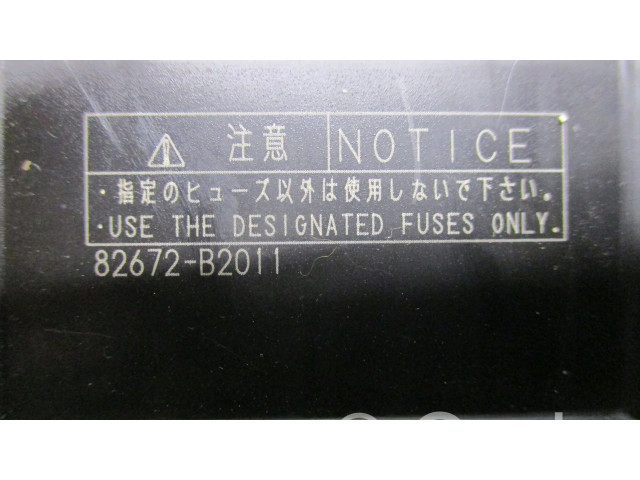 注意 NOTICE
・指定のヒューズ以外は使用しないで下さい。
・USE THE DESIGNATED FUSES ONLY.
82672-B2011